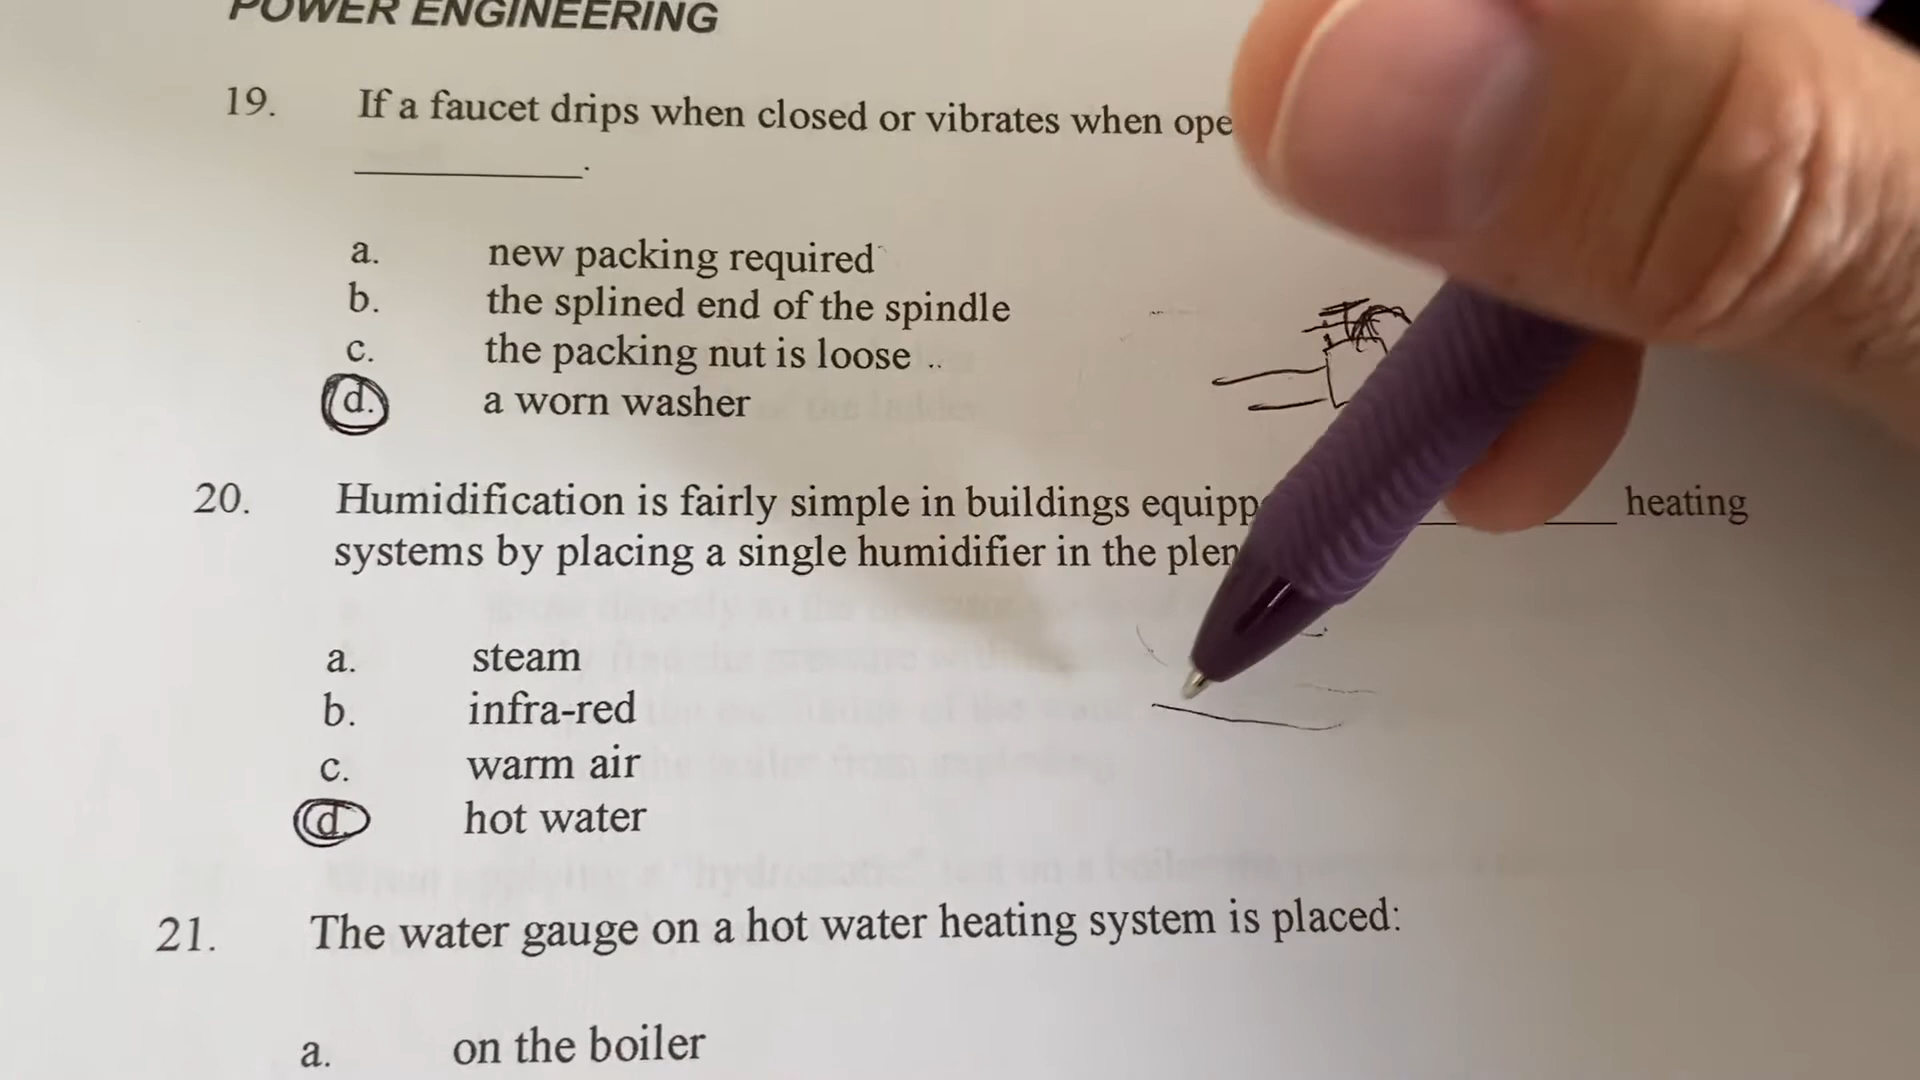 POWER ENGINEERING
19. If a faucet drips when closed or vibrates when ope
__________.
a. new packing required
b. the splined end of the spindle
c. the packing nut is loose ..
d. a worn washer
20. Humidification is fairly simple in buildings equipp __________ heating
systems by placing a single humidifier in the plen
a. steam
b. infra-red
c. warm air
d. hot water
21. The water gauge on a hot water heating system is placed:
a. on the boiler